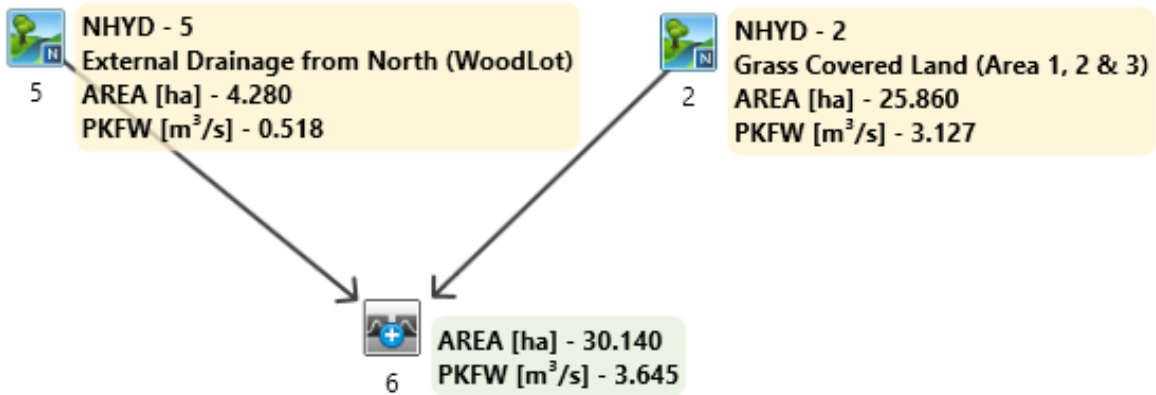 NHYD - 5
External Drainage from North (WoodLot)
AREA [ha] - 4.280
PKFW [m³/s] - 0.518
N
5
NHYD - 2
Grass Covered Land (Area 1, 2 & 3)
AREA [ha] - 25.860
PKFW [m³/s] - 3.127
N
2
AREA [ha] - 30.140
PKFW [m³/s] - 3.645
6